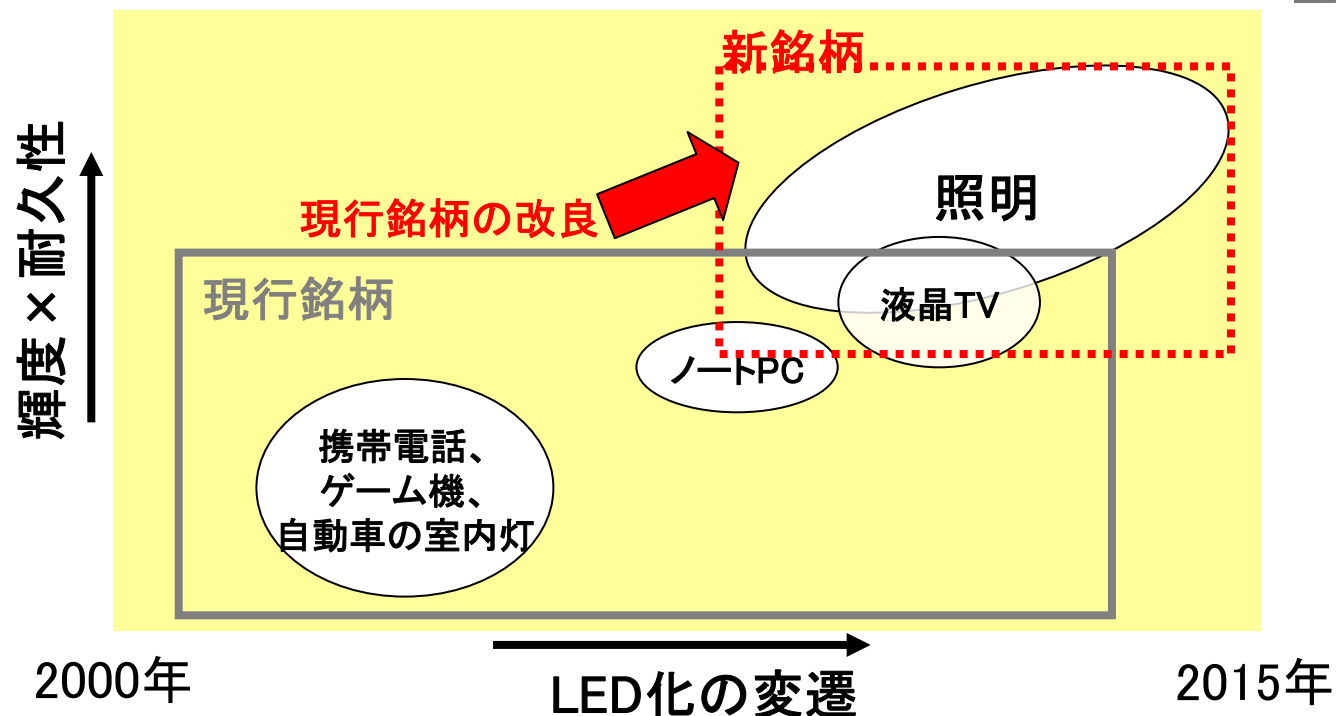 新銘柄
輝度×耐久性
照明
現行銘柄の改良
現行銘柄
液晶TV
ノートPC
携帯電話、
ゲーム機、
自動車の室内灯
2000年
LED化の変遷
2015年